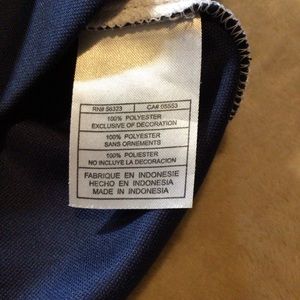 RN# 56323 CA# 05553
100% POLYESTER
EXCLUSIVE OF DECORATION
100% POLYESTER
SANS ORNEMENTS
100% POLIESTER
NO INCLUYE LA DECORACION
FABRIQUE EN INDONESIE
HECHO EN INDONESIA
MADE IN INDONESIA